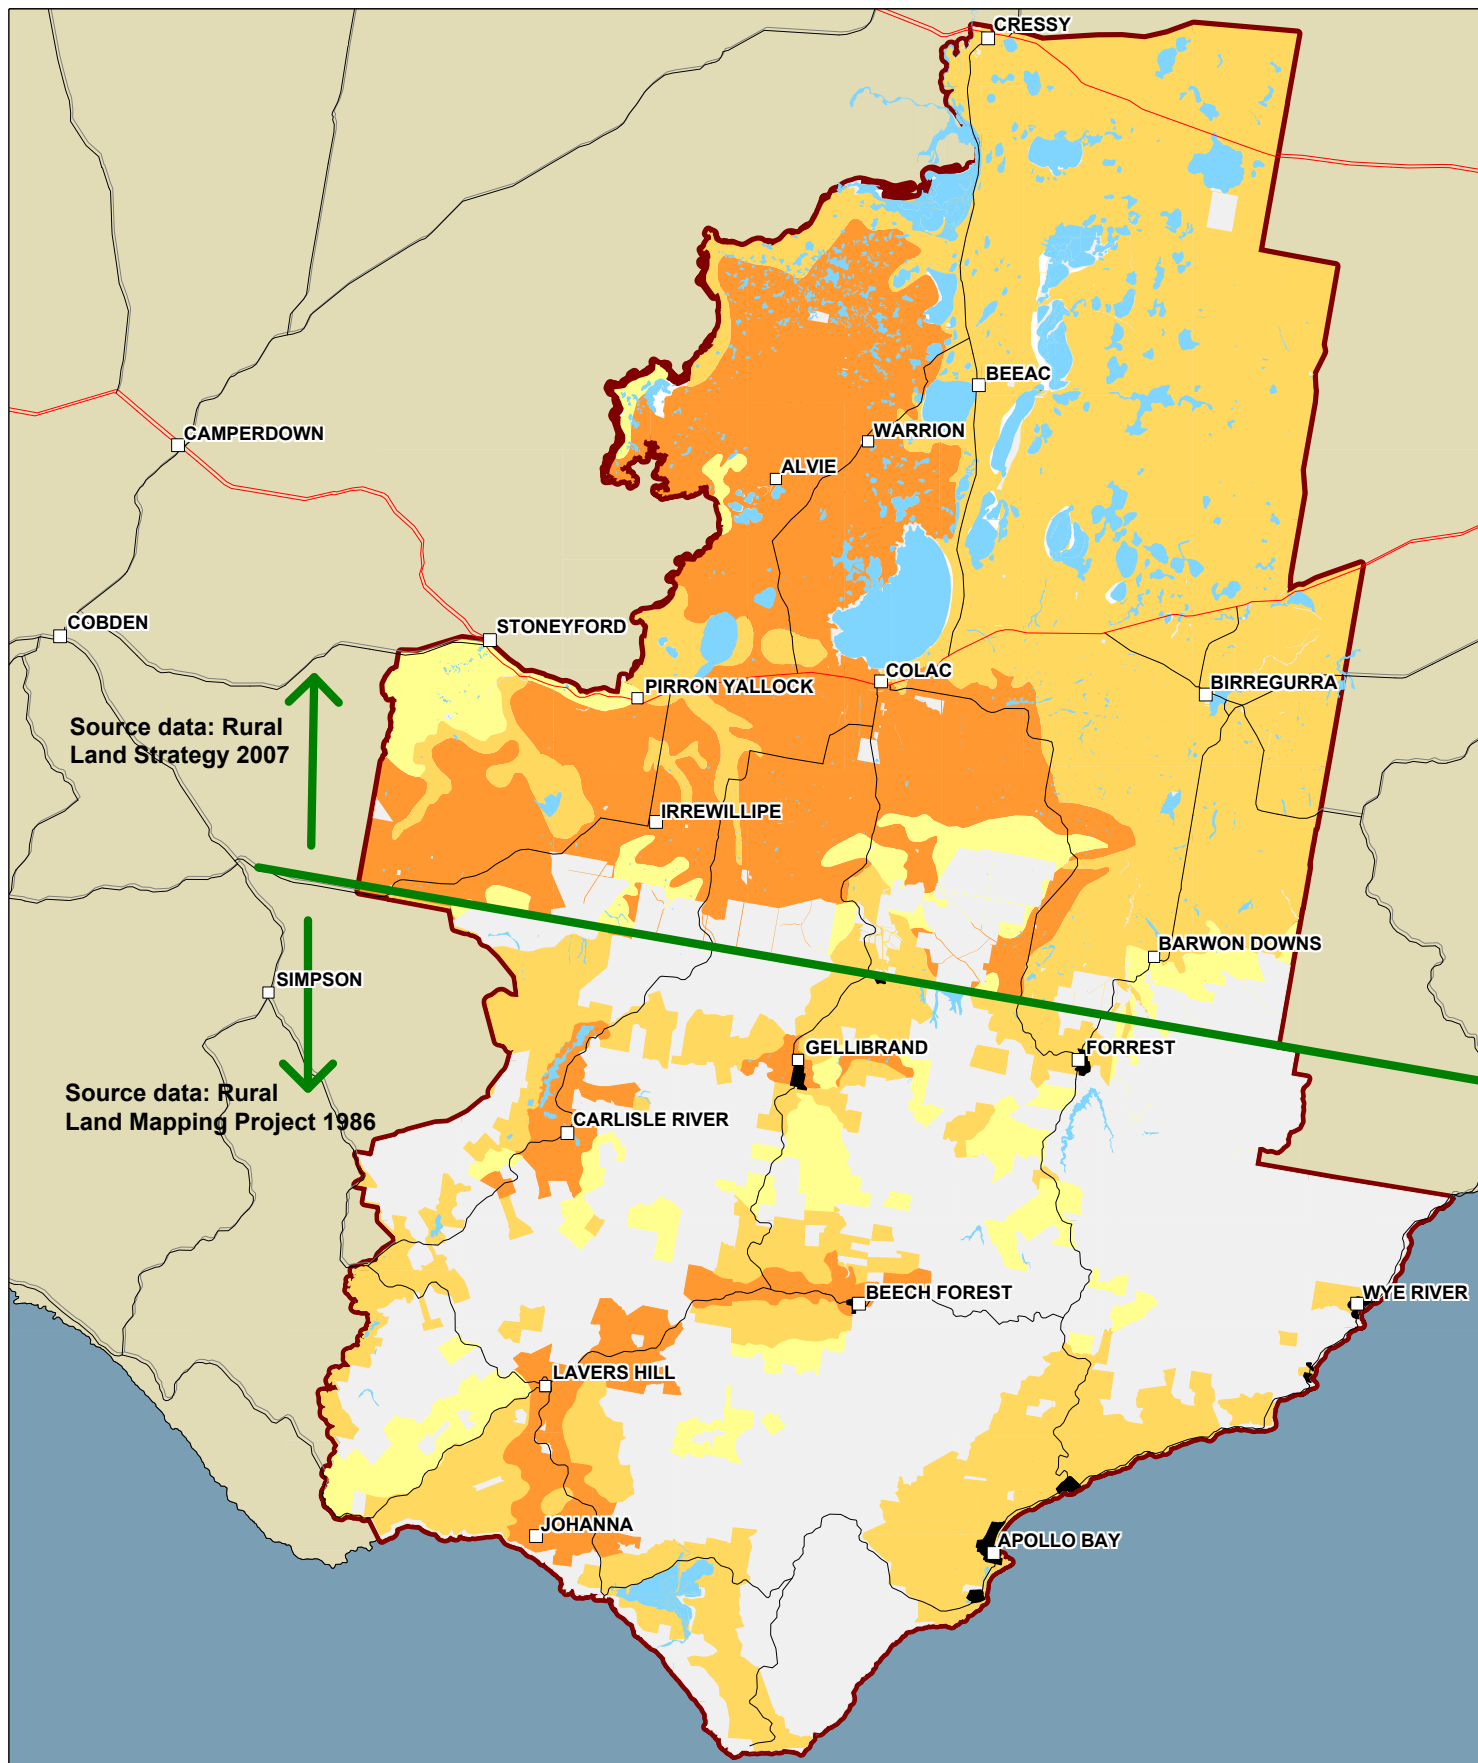 CRESSY
BEEAC
CAMPERDOWN
WARRION
ALVIE
COBDEN
STONEYFORD
COLAC
PIRRON YALLOCK
BIRREGURRA
Source data: Rural
Land Strategy 2007
IRREWILLIPE
BARWON DOWNS
SIMPSON
GELLIBRAND
FORREST
Source data: Rural
Land Mapping Project 1986
CARLISLE RIVER
BEECH FOREST
WYE RIVER
LAVERS HILL
JOHANNA
APOLLO BAY